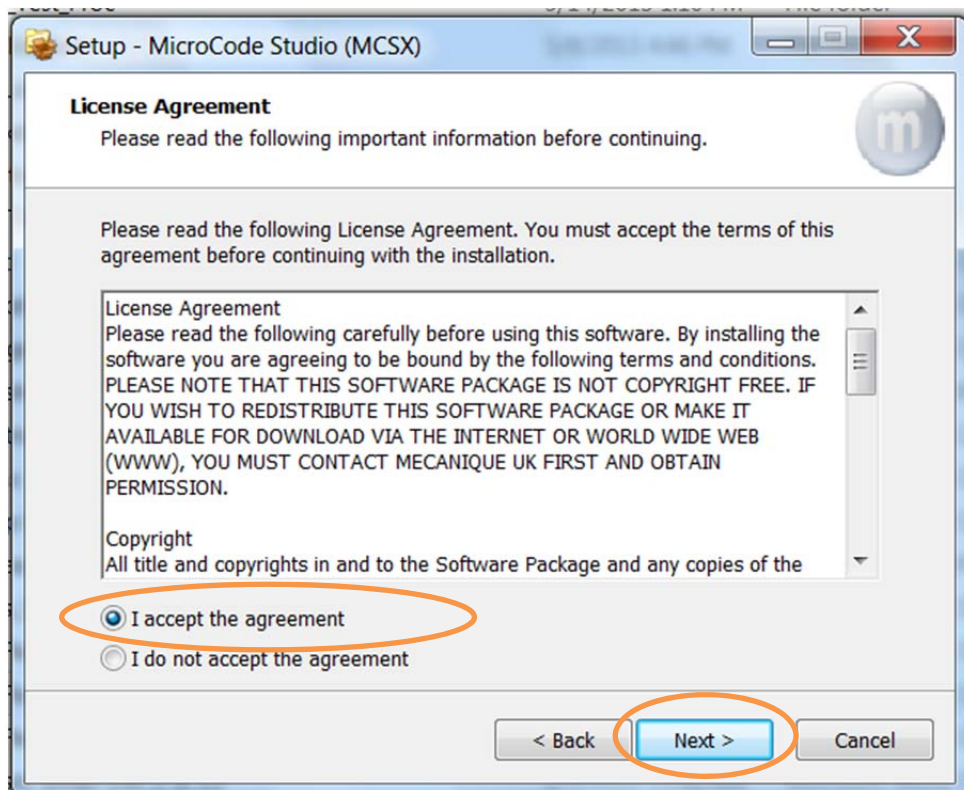 Setup - MicroCode Studio (MCSX)
License Agreement
Please read the following important information before continuing.
m
Please read the following License Agreement. You must accept the terms of this
agreement before continuing with the installation.
License Agreement
Please read the following carefully before using this software. By installing the
software you are agreeing to be bound by the following terms and conditions.
PLEASE NOTE THAT THIS SOFTWARE PACKAGE IS NOT COPYRIGHT FREE. IF
YOU WISH TO REDISTRIBUTE THIS SOFTWARE PACKAGE OR MAKE IT
AVAILABLE FOR DOWNLOAD VIA THE INTERNET OR WORLD WIDE WEB
(WWW), YOU MUST CONTACT MECANIQUE UK FIRST AND OBTAIN
PERMISSION.
Copyright
All title and copyrights in and to the Software Package and any copies of the
I accept the agreement
I do not accept the agreement
< Back Next > Cancel